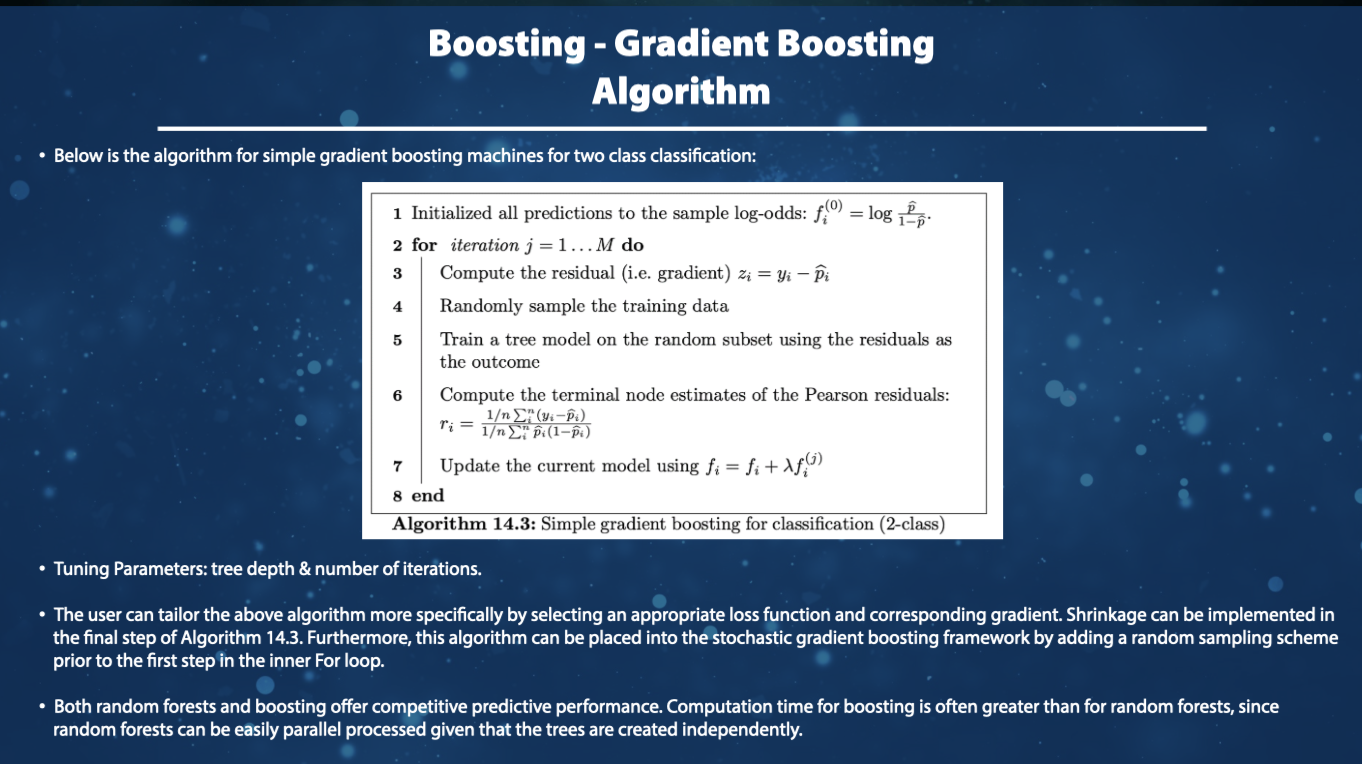 Boosting - Gradient Boosting
Algorithm
• Below is the algorithm for simple gradient boosting machines for two class classification:
1 Initialized all predictions to the sample log-odds: f_i^{(0)} = log \frac{\hat{p}}{1-\hat{p}}.
2 for iteration j = 1 . . . M do
3 Compute the residual (i.e. gradient) z_i = y_i − \hat{p}_i
4 Randomly sample the training data
5 Train a tree model on the random subset using the residuals as
the outcome
6 Compute the terminal node estimates of the Pearson residuals:
r_i = \frac{1/n \sum_i^n (y_i − \hat{p}_i)}{1/n \sum_i^n \hat{p}_i(1−\hat{p}_i)}
7 Update the current model using f_i = f_i + λf_i^{(j)}
8 end
Algorithm 14.3: Simple gradient boosting for classification (2-class)
• Tuning Parameters: tree depth & number of iterations.
• The user can tailor the above algorithm more specifically by selecting an appropriate loss function and corresponding gradient. Shrinkage can be implemented in
the final step of Algorithm 14.3. Furthermore, this algorithm can be placed into the stochastic gradient boosting framework by adding a random sampling scheme
prior to the first step in the inner For loop.
• Both random forests and boosting offer competitive predictive performance. Computation time for boosting is often greater than for random forests, since
random forests can be easily parallel processed given that the trees are created independently.